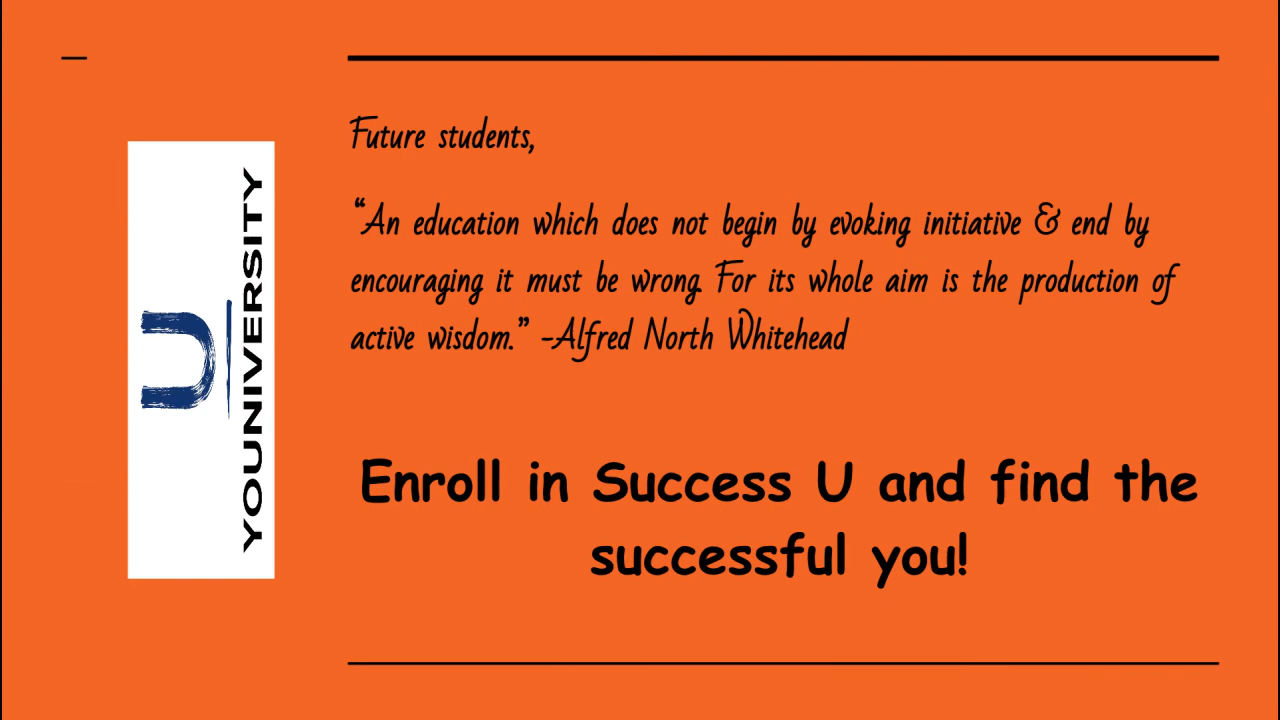 U
YOUNIVERSITY
Future students,
“An education which does not begin by evoking initiative & end by
encouraging it must be wrong. For its whole aim is the production of
active wisdom.” -Alfred North Whitehead
Enroll in Success U and find the
successful you!